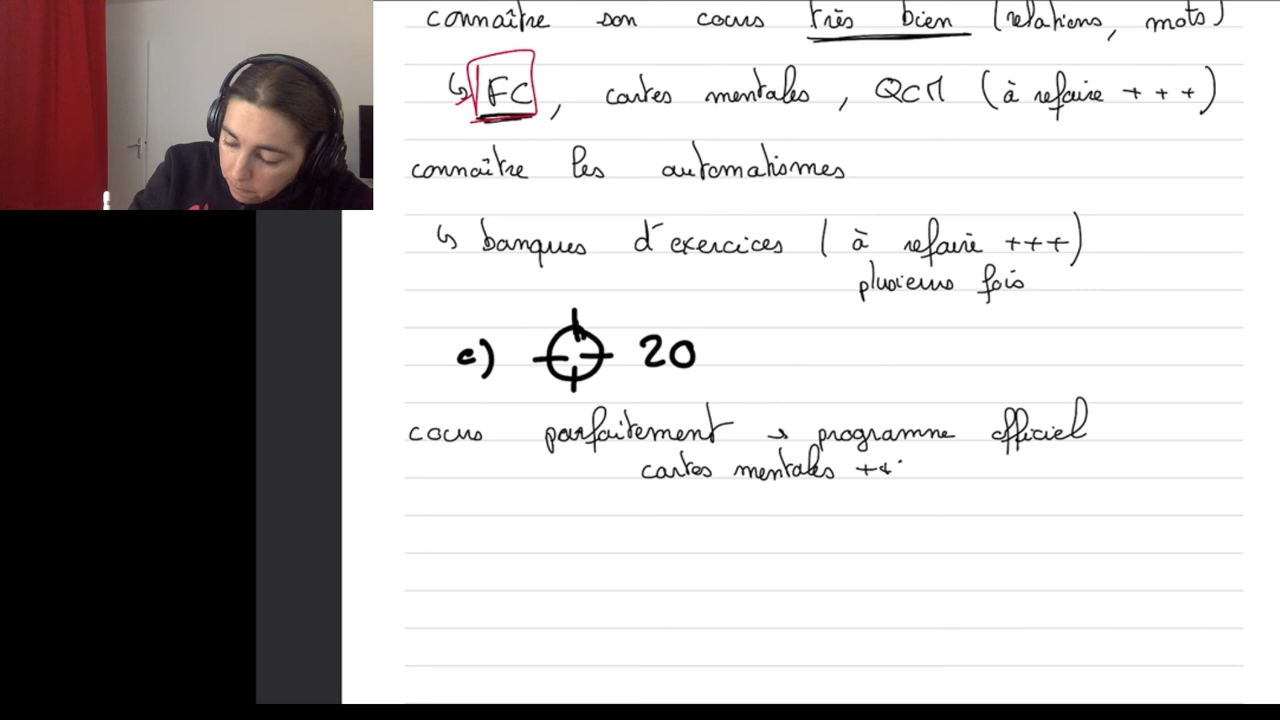 connaître son cours très bien (relations, mots)
↳ FC, cartes mentales, QCM (à refaire +++)
connaître les automatismes
↳ banques d'exercices (à refaire +++)
plusieurs fois
c) 20
cours parfaitement → programme officiel
cartes mentales ++